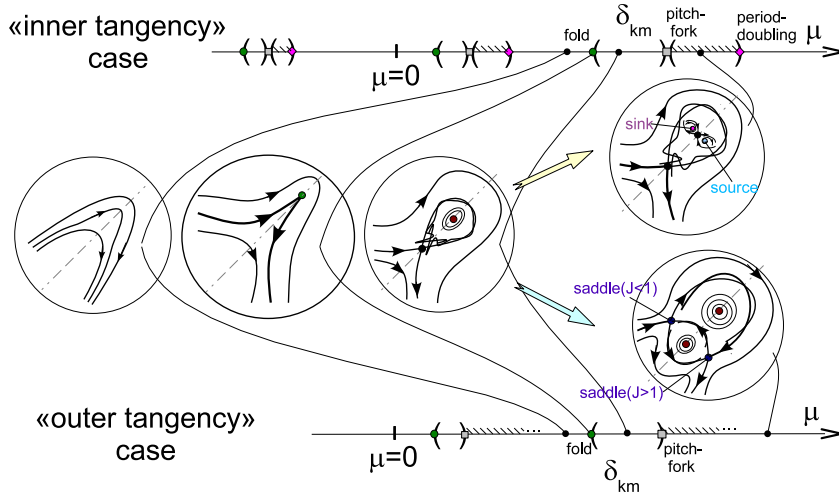 «inner tangency»
case
fold
δkm
pitch-
fork
period-
doubling
μ
μ=0
sink
source
saddle(J<1)
saddle(J>1)
«outer tangency»
case
μ=0
fold
δkm
pitch-
fork
μ
...
...